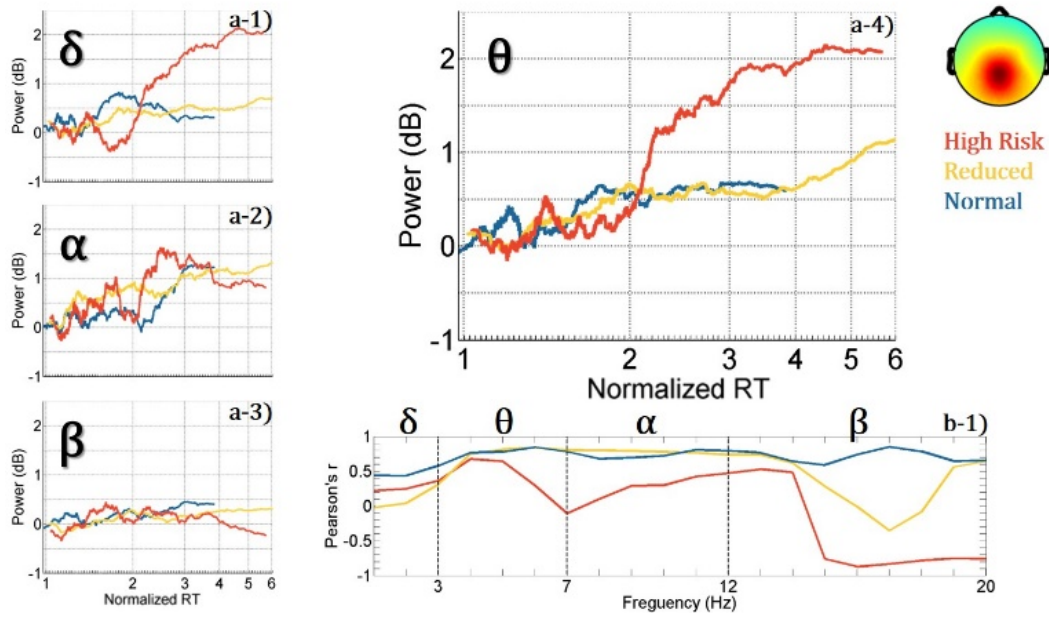 a-1)
δ
Power (dB)
2
1
0
-1
a-2)
α
Power (dB)
2
1
0
-1
a-3)
β
Power (dB)
2
1
0
-1
1 2 3 4 5 6
Normalized RT
a-4)
θ
Power (dB)
2
1
0
-1
1 2 3 4 5 6
Normalized RT
High Risk
Reduced
Normal
δ θ α β b-1)
Pearson's r
1
0.5
0
-0.5
-1
3 7 12 20
Freguency (Hz)